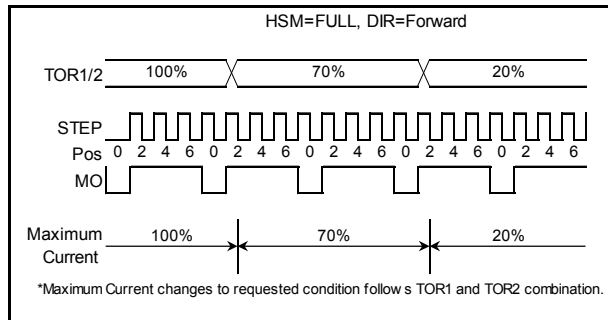 HSM=FULL, DIR=Forward
TOR1/2 100% 70% 20%
STEP
Pos 0 2 4 6 0 2 4 6 0 2 4 6 0 2 4 6 0 2 4 6
MO
Maximum Current 100% 70% 20%
*Maximum Current changes to requested condition follows TOR1 and TOR2 combination.